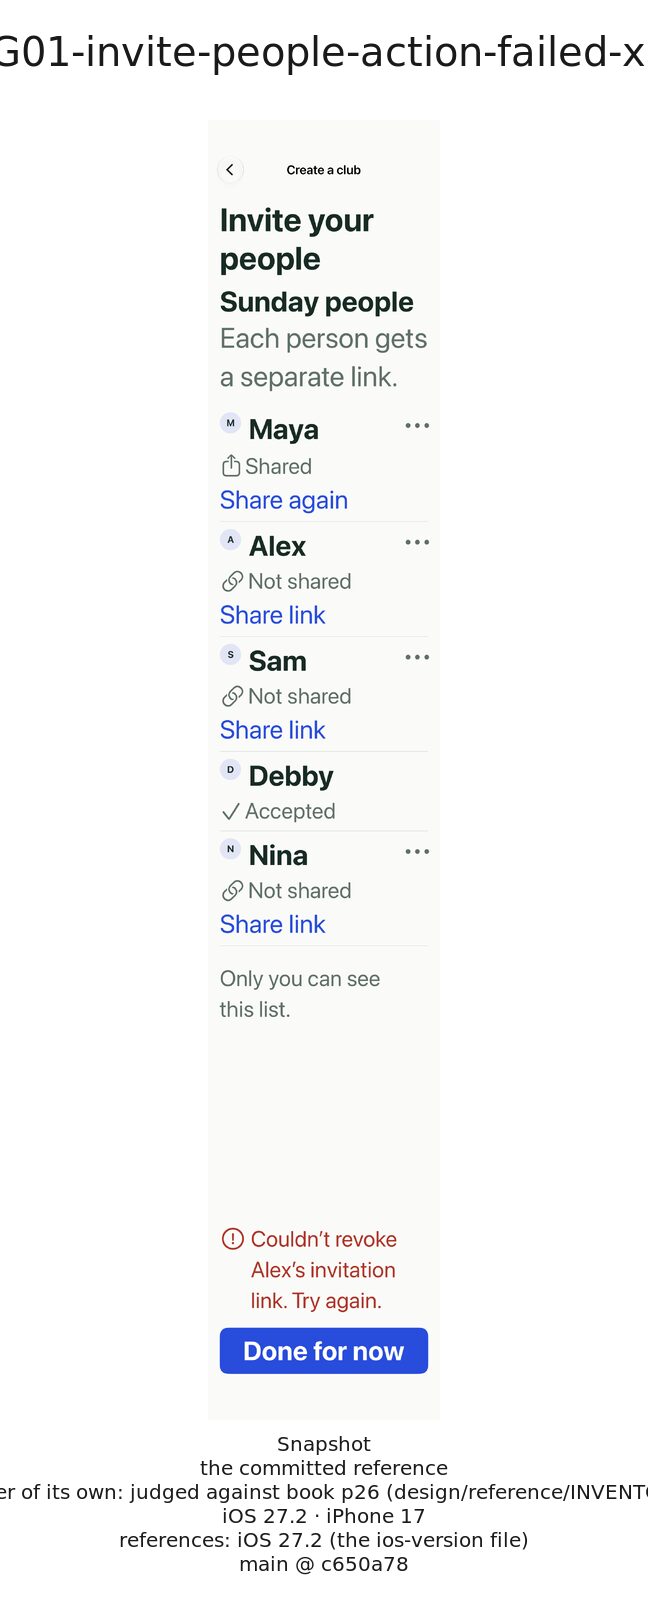 G01-invite-people-action-failed-x
Create a club
Invite your
people
Sunday people
Each person gets
a separate link.
M Maya
Shared
Share again
A Alex
Not shared
Share link
S Sam
Not shared
Share link
D Debby
Accepted
N Nina
Not shared
Share link
Only you can see
this list.
Couldn’t revoke
Alex’s invitation
link. Try again.
Done for now
Snapshot
the committed reference
er of its own: judged against book p26 (design/reference/INVENTO
iOS 27.2 · iPhone 17
references: iOS 27.2 (the ios-version file)
main @ c650a78